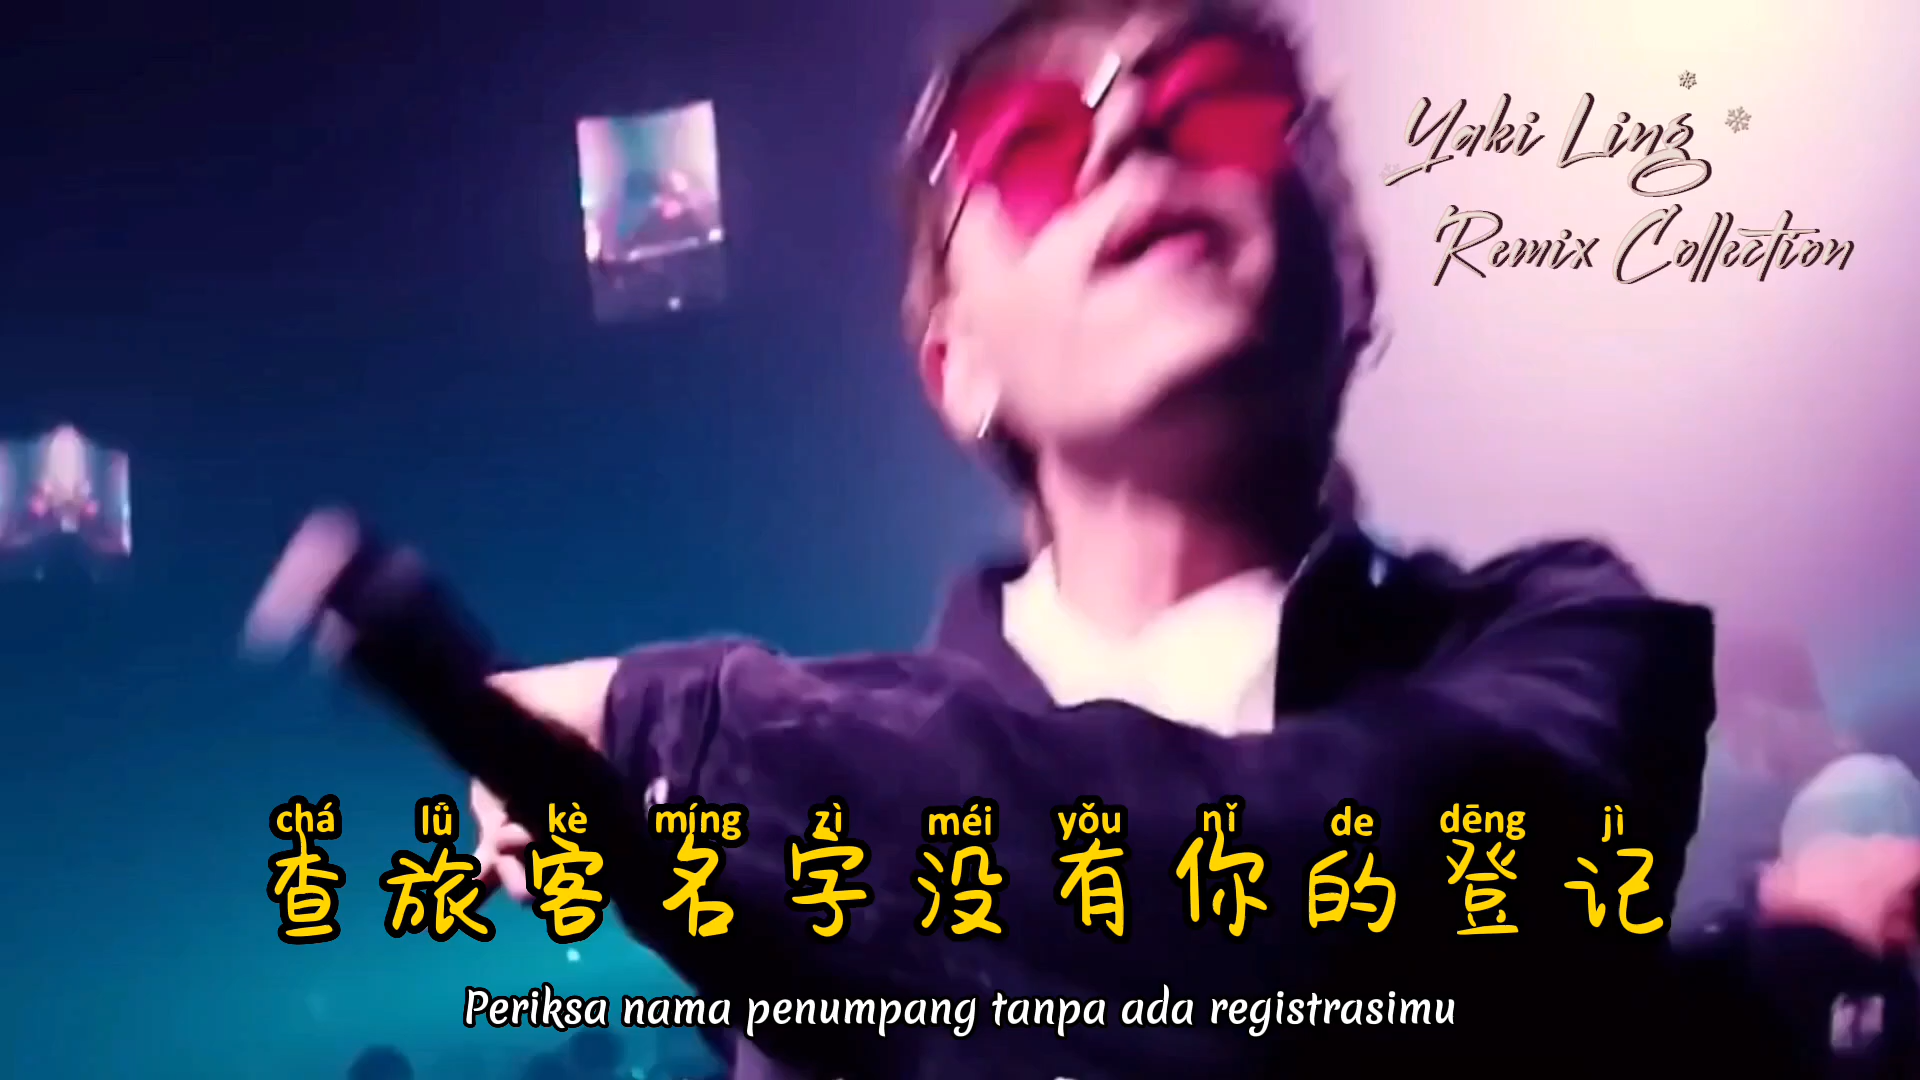 Yaki Ling
Remix Collection
chá lǚ kè míng zì méi yǒu nǐ de dēng jì
查旅客名字没有你的登记
Periksa nama penumpang tanpa ada registrasimu